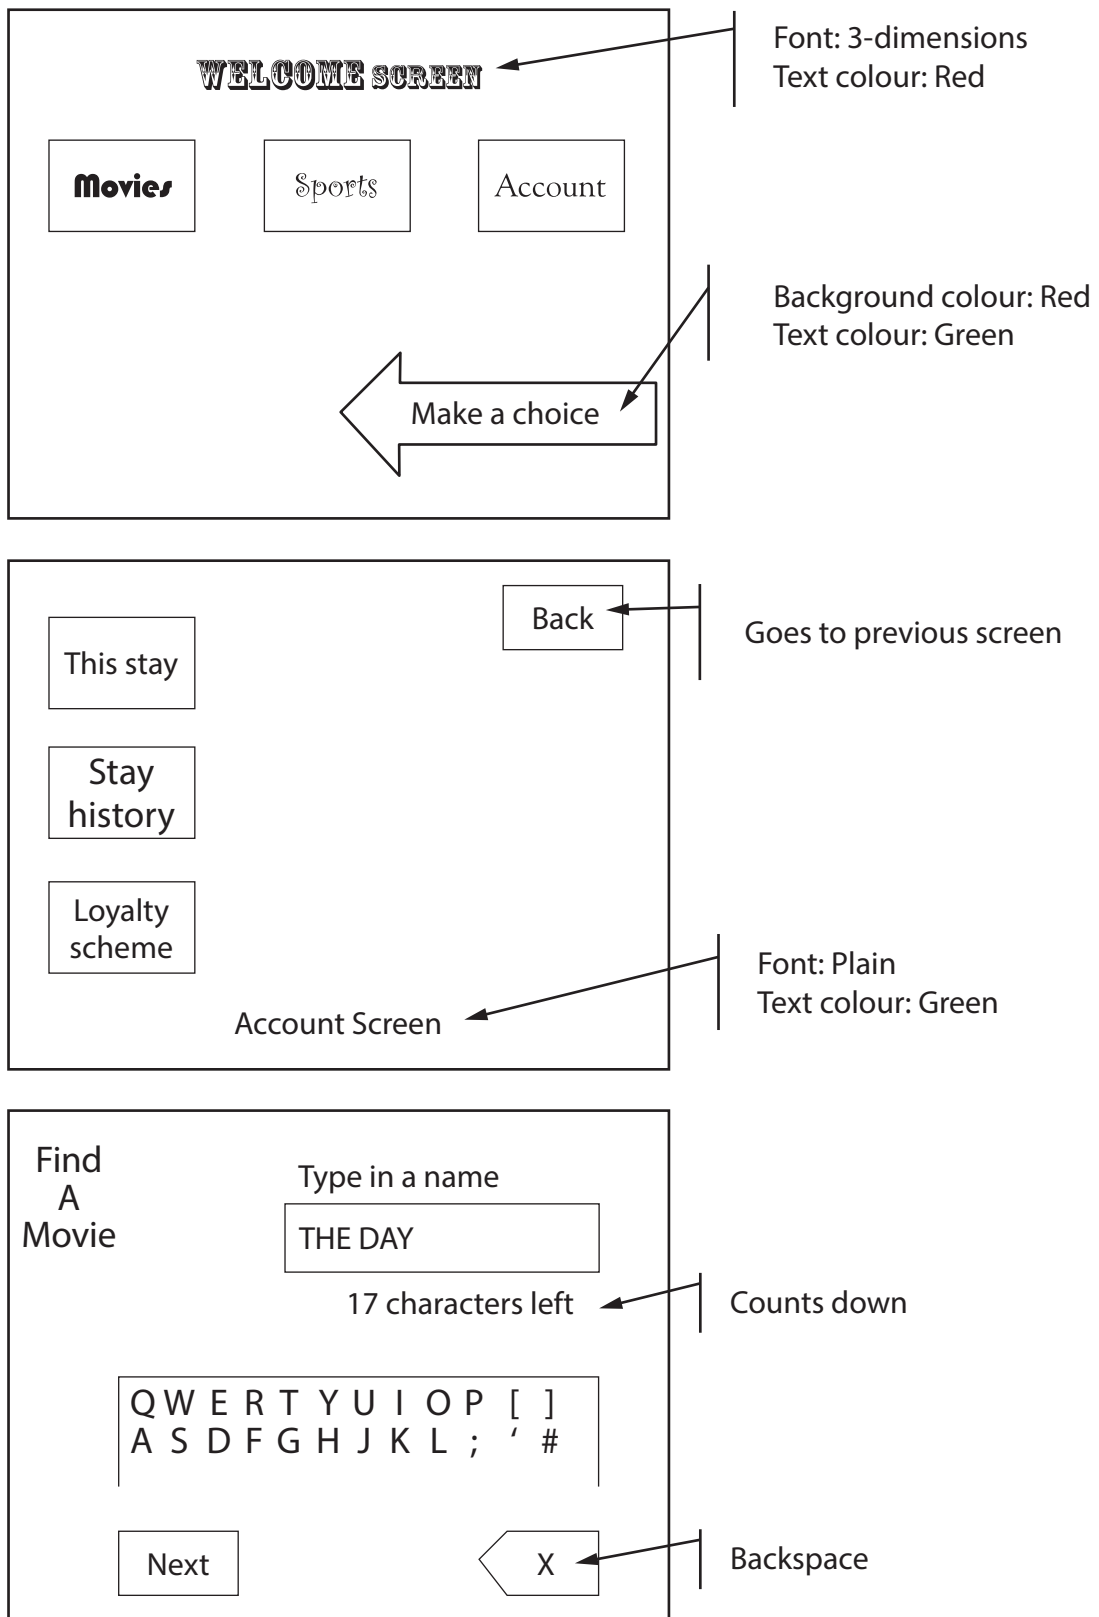 WELCOME SCREEN
Font: 3-dimensions
Text colour: Red
Movies
Sports
Account
Background colour: Red
Text colour: Green
Make a choice
Back
Goes to previous screen
This stay
Stay
history
Loyalty
scheme
Font: Plain
Text colour: Green
Account Screen
Find
A
Movie
Type in a name
THE DAY
17 characters left
Counts down
Q W E R T Y U I O P [ ]
A S D F G H J K L ; ‘ #
Next
X
Backspace